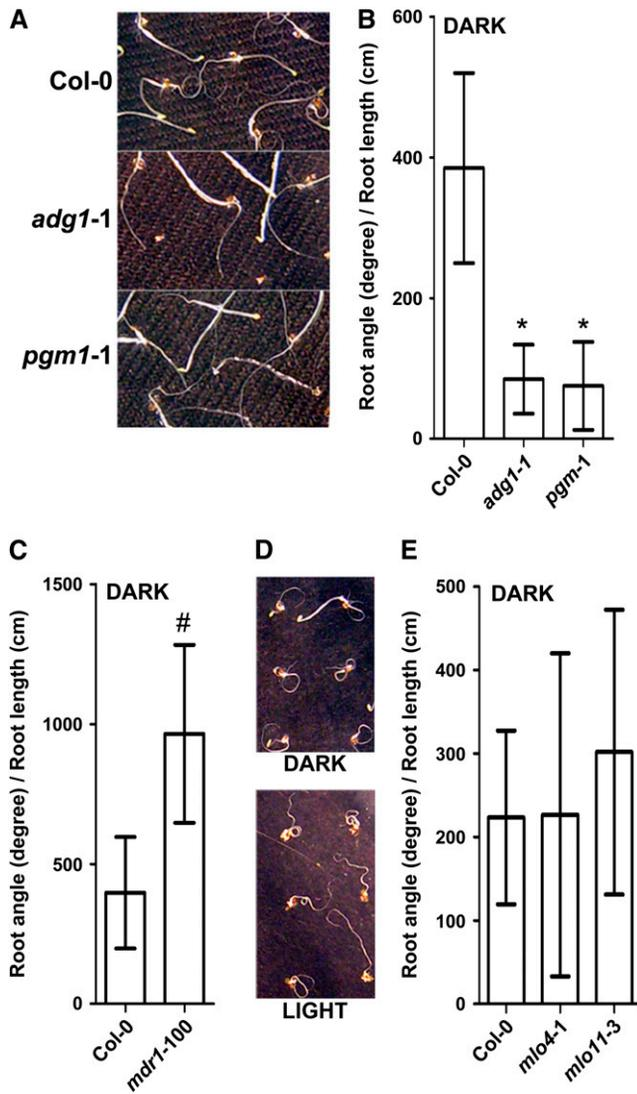 A
Col-0
adg1-1
pgm1-1
B
DARK
Root angle (degree) / Root length (cm)
600
400
200
0
*
*
Col-0
adg1-1
pgm-1
C
DARK
Root angle (degree) / Root length (cm)
1500
1000
500
0
#
Col-0
mdr1-100
D
DARK
LIGHT
E
DARK
Root angle (degree) / Root length (cm)
500
400
300
200
100
0
Col-0
mlo4-1
mlo11-3